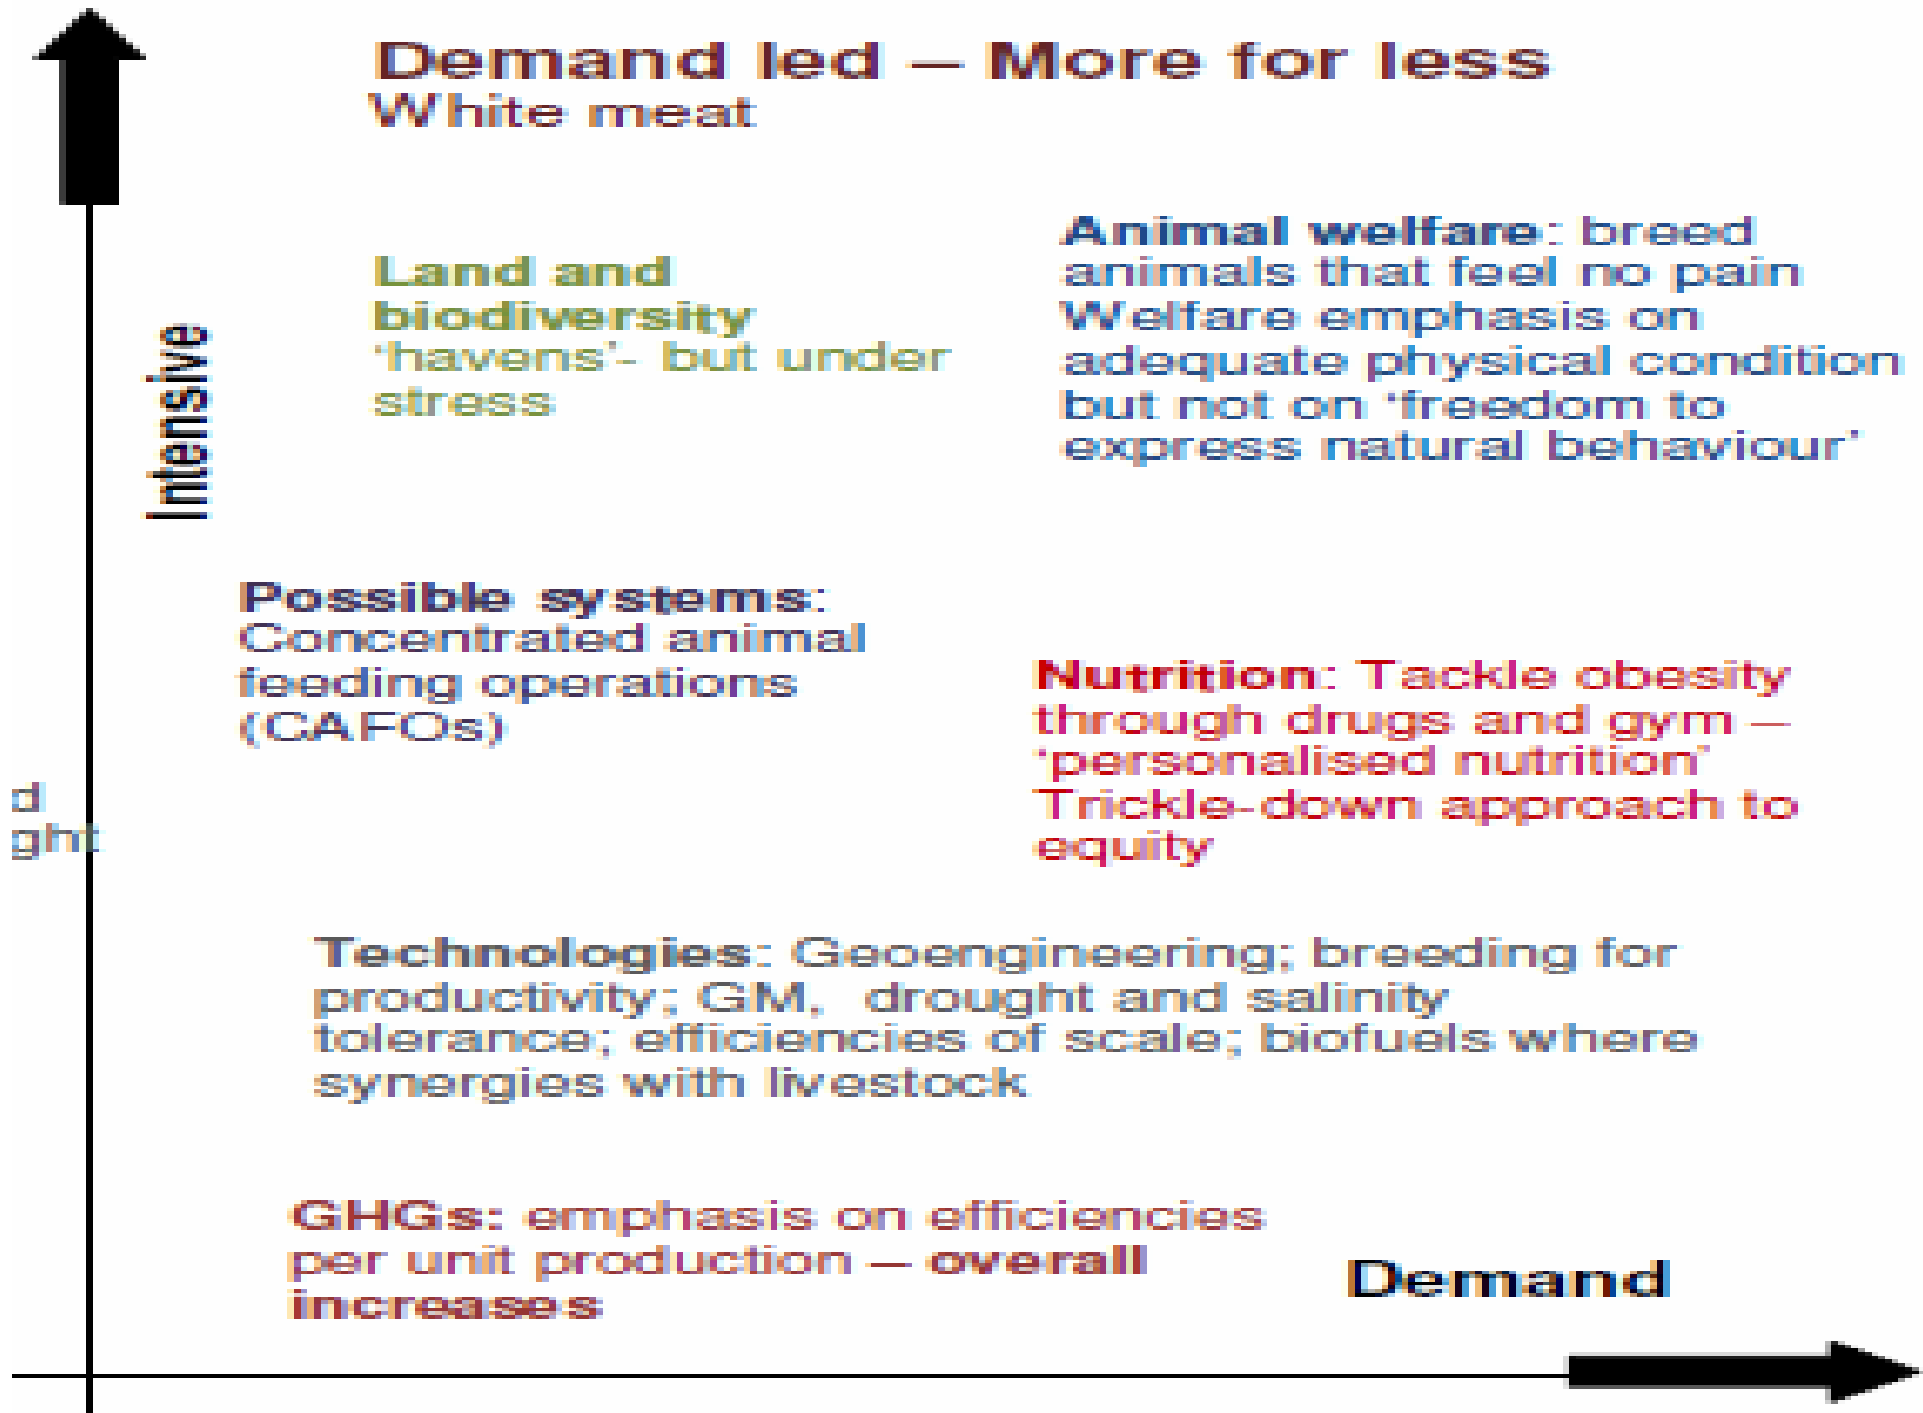 Demand led – More for less
White meat
Animal welfare: breed
animals that feel no pain
Welfare emphasis on
adequate physical condition
but not on ‘freedom to
express natural behaviour’
Land and
biodiversity
‘havens’- but under
stress
Intensive
Possible systems:
Concentrated animal
feeding operations
(CAFOs)
Nutrition: Tackle obesity
through drugs and gym –
‘personalised nutrition’
Trickle-down approach to
equity
d
ght
Technologies: Geoengineering; breeding for
productivity; GM, drought and salinity
tolerance; efficiencies of scale; biofuels where
synergies with livestock
GHGs: emphasis on efficiencies
per unit production – overall
increases
Demand